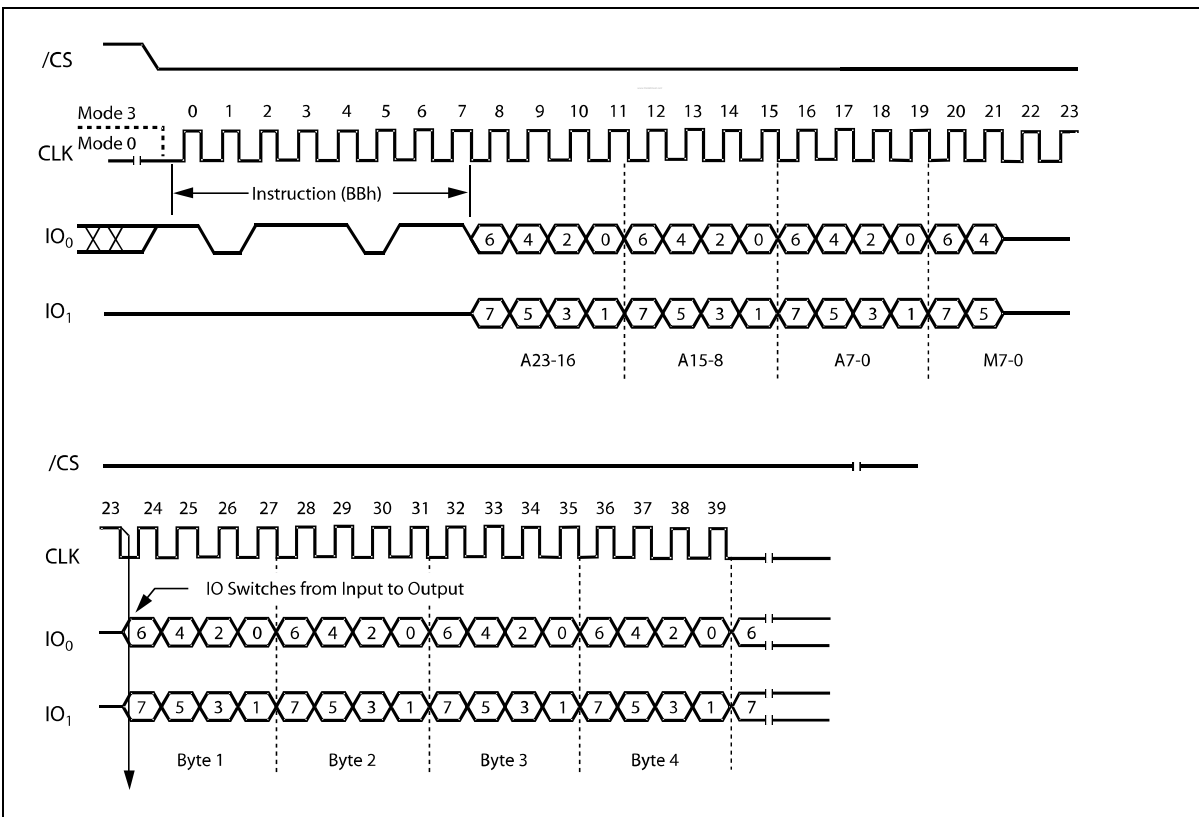 /CS
Mode 3
0 1 2 3 4 5 6 7 8 9 10 11 12 13 14 15 16 17 18 19 20 21 22 23
Mode 0
CLK
Instruction (BBh)
IO0 6 4 2 0 6 4 2 0 6 4 2 0 6 4
IO1 7 5 3 1 7 5 3 1 7 5 3 1 7 5
A23-16 A15-8 A7-0 M7-0
/CS
23 24 25 26 27 28 29 30 31 32 33 34 35 36 37 38 39
CLK
IO Switches from Input to Output
IO0 6 4 2 0 6 4 2 0 6 4 2 0 6 4 2 0 6
IO1 7 5 3 1 7 5 3 1 7 5 3 1 7 5 3 1 7
Byte 1 Byte 2 Byte 3 Byte 4